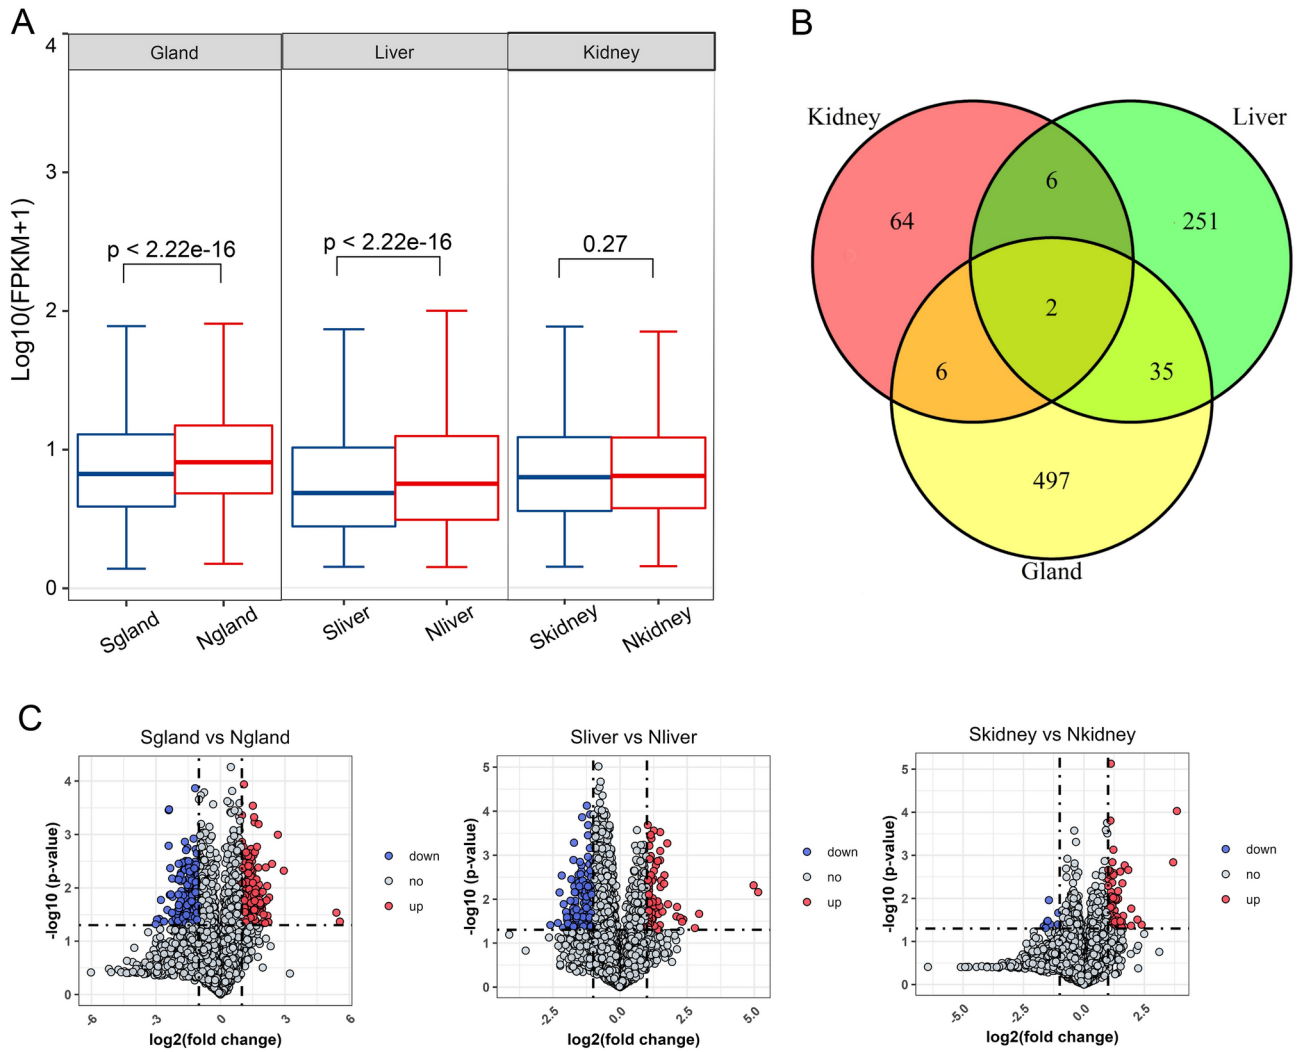 A
B
Gland Liver Kidney
4
3
2
1
0
Log10(FPKM+1)
p < 2.22e-16
p < 2.22e-16
0.27
Sgland Ngland Sliver Nliver Skidney Nkidney
Kidney
Liver
6
64
251
2
6
35
497
Gland
C
Sgland vs Ngland
4
3
2
1
0
-log10 (p-value)
-6 -3 0 3 6
log2(fold change)
down
no
up
Sliver vs Nliver
5
4
3
2
1
0
-log10 (p-value)
-2.5 0.0 2.5 5.0
log2(fold change)
down
no
up
Skidney vs Nkidney
5
4
3
2
1
0
-log10 (p-value)
-5.0 -2.5 0.0 2.5
log2(fold change)
down
no
up